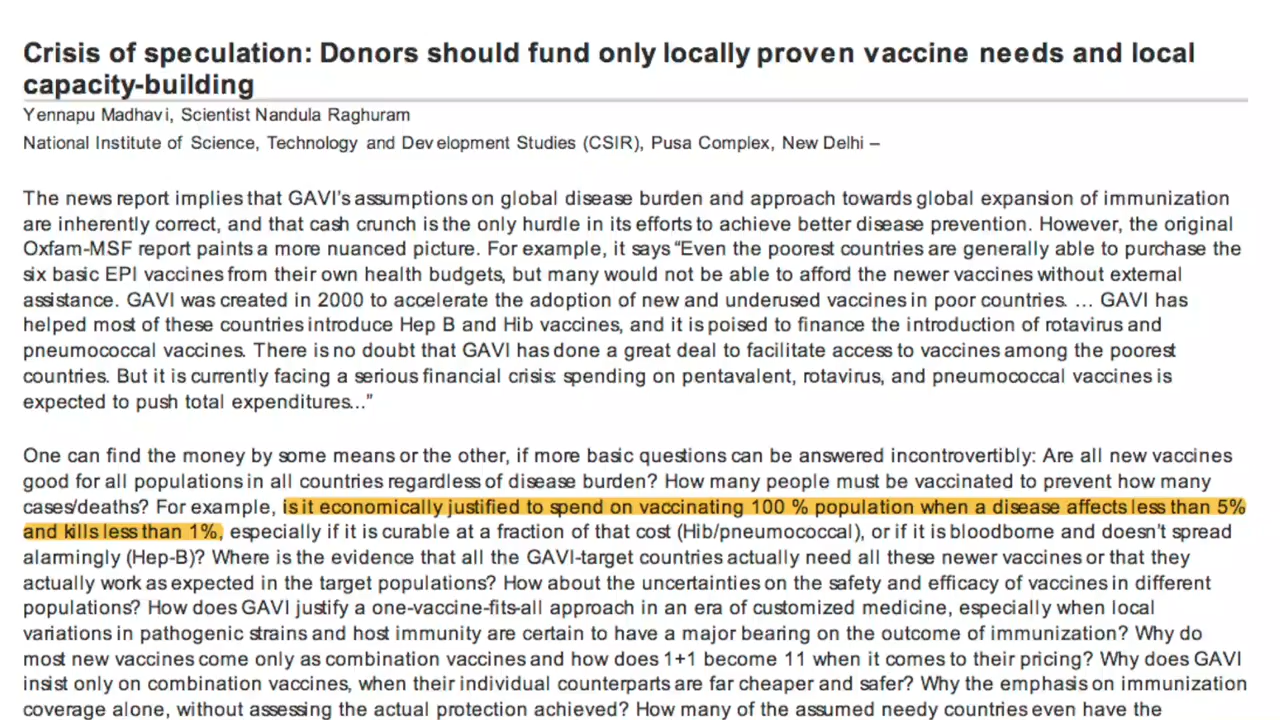 Crisis of speculation: Donors should fund only locally proven vaccine needs and local
capacity-building
Yennapu Madhavi, Scientist Nandula Raghuram
National Institute of Science, Technology and Development Studies (CSIR), Pusa Complex, New Delhi –
The news report implies that GAVI's assumptions on global disease burden and approach towards global expansion of immunization
are inherently correct, and that cash crunch is the only hurdle in its efforts to achieve better disease prevention. However, the original
Oxfam-MSF report paints a more nuanced picture. For example, it says “Even the poorest countries are generally able to purchase the
six basic EPI vaccines from their own health budgets, but many would not be able to afford the newer vaccines without external
assistance. GAVI was created in 2000 to accelerate the adoption of new and underused vaccines in poor countries. … GAVI has
helped most of these countries introduce Hep B and Hib vaccines, and it is poised to finance the introduction of rotavirus and
pneumococcal vaccines. There is no doubt that GAVI has done a great deal to facilitate access to vaccines among the poorest
countries. But it is currently facing a serious financial crisis: spending on pentavalent, rotavirus, and pneumococcal vaccines is
expected to push total expenditures…”
One can find the money by some means or the other, if more basic questions can be answered incontrovertibly: Are all new vaccines
good for all populations in all countries regardless of disease burden? How many people must be vaccinated to prevent how many
cases/deaths? For example, is it economically justified to spend on vaccinating 100 % population when a disease affects less than 5%
and kills less than 1%, especially if it is curable at a fraction of that cost (Hib/pneumococcal), or if it is bloodborne and doesn't spread
alarmingly (Hep-B)? Where is the evidence that all the GAVI-target countries actually need all these newer vaccines or that they
actually work as expected in the target populations? How about the uncertainties on the safety and efficacy of vaccines in different
populations? How does GAVI justify a one-vaccine-fits-all approach in an era of customized medicine, especially when local
variations in pathogenic strains and host immunity are certain to have a major bearing on the outcome of immunization? Why do
most new vaccines come only as combination vaccines and how does 1+1 become 11 when it comes to their pricing? Why does GAVI
insist only on combination vaccines, when their individual counterparts are far cheaper and safer? Why the emphasis on immunization
coverage alone, without assessing the actual protection achieved? How many of the assumed needy countries even have the